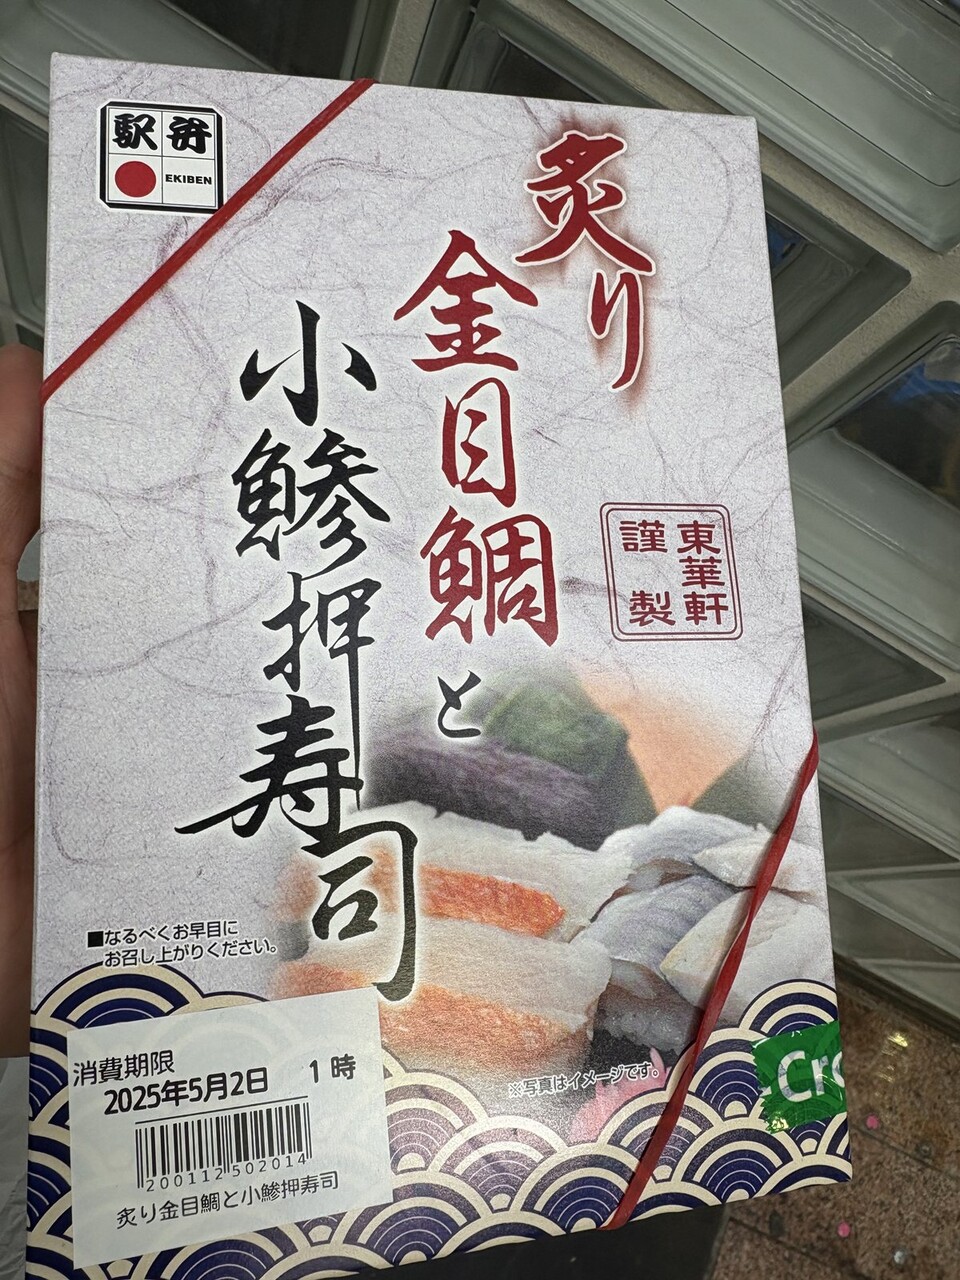 駅弁
EKIBEN
炙り
金目鯛と
小鯵押寿司
東華軒
謹製
■なるべくお早目に
お召し上がりください。
※写真はイメージです。
消費期限
2025年5月2日 1時
200112502014
炙り金目鯛と小鯵押寿司
Cre